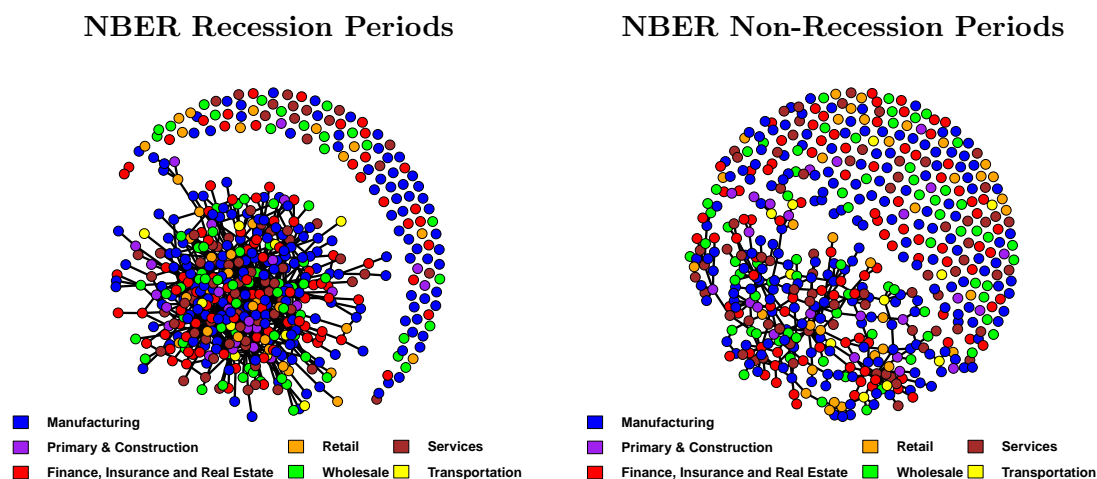 NBER Recession Periods
NBER Non-Recession Periods
Manufacturing
Primary & Construction
Retail
Services
Finance, Insurance and Real Estate
Wholesale
Transportation
Manufacturing
Primary & Construction
Retail
Services
Finance, Insurance and Real Estate
Wholesale
Transportation